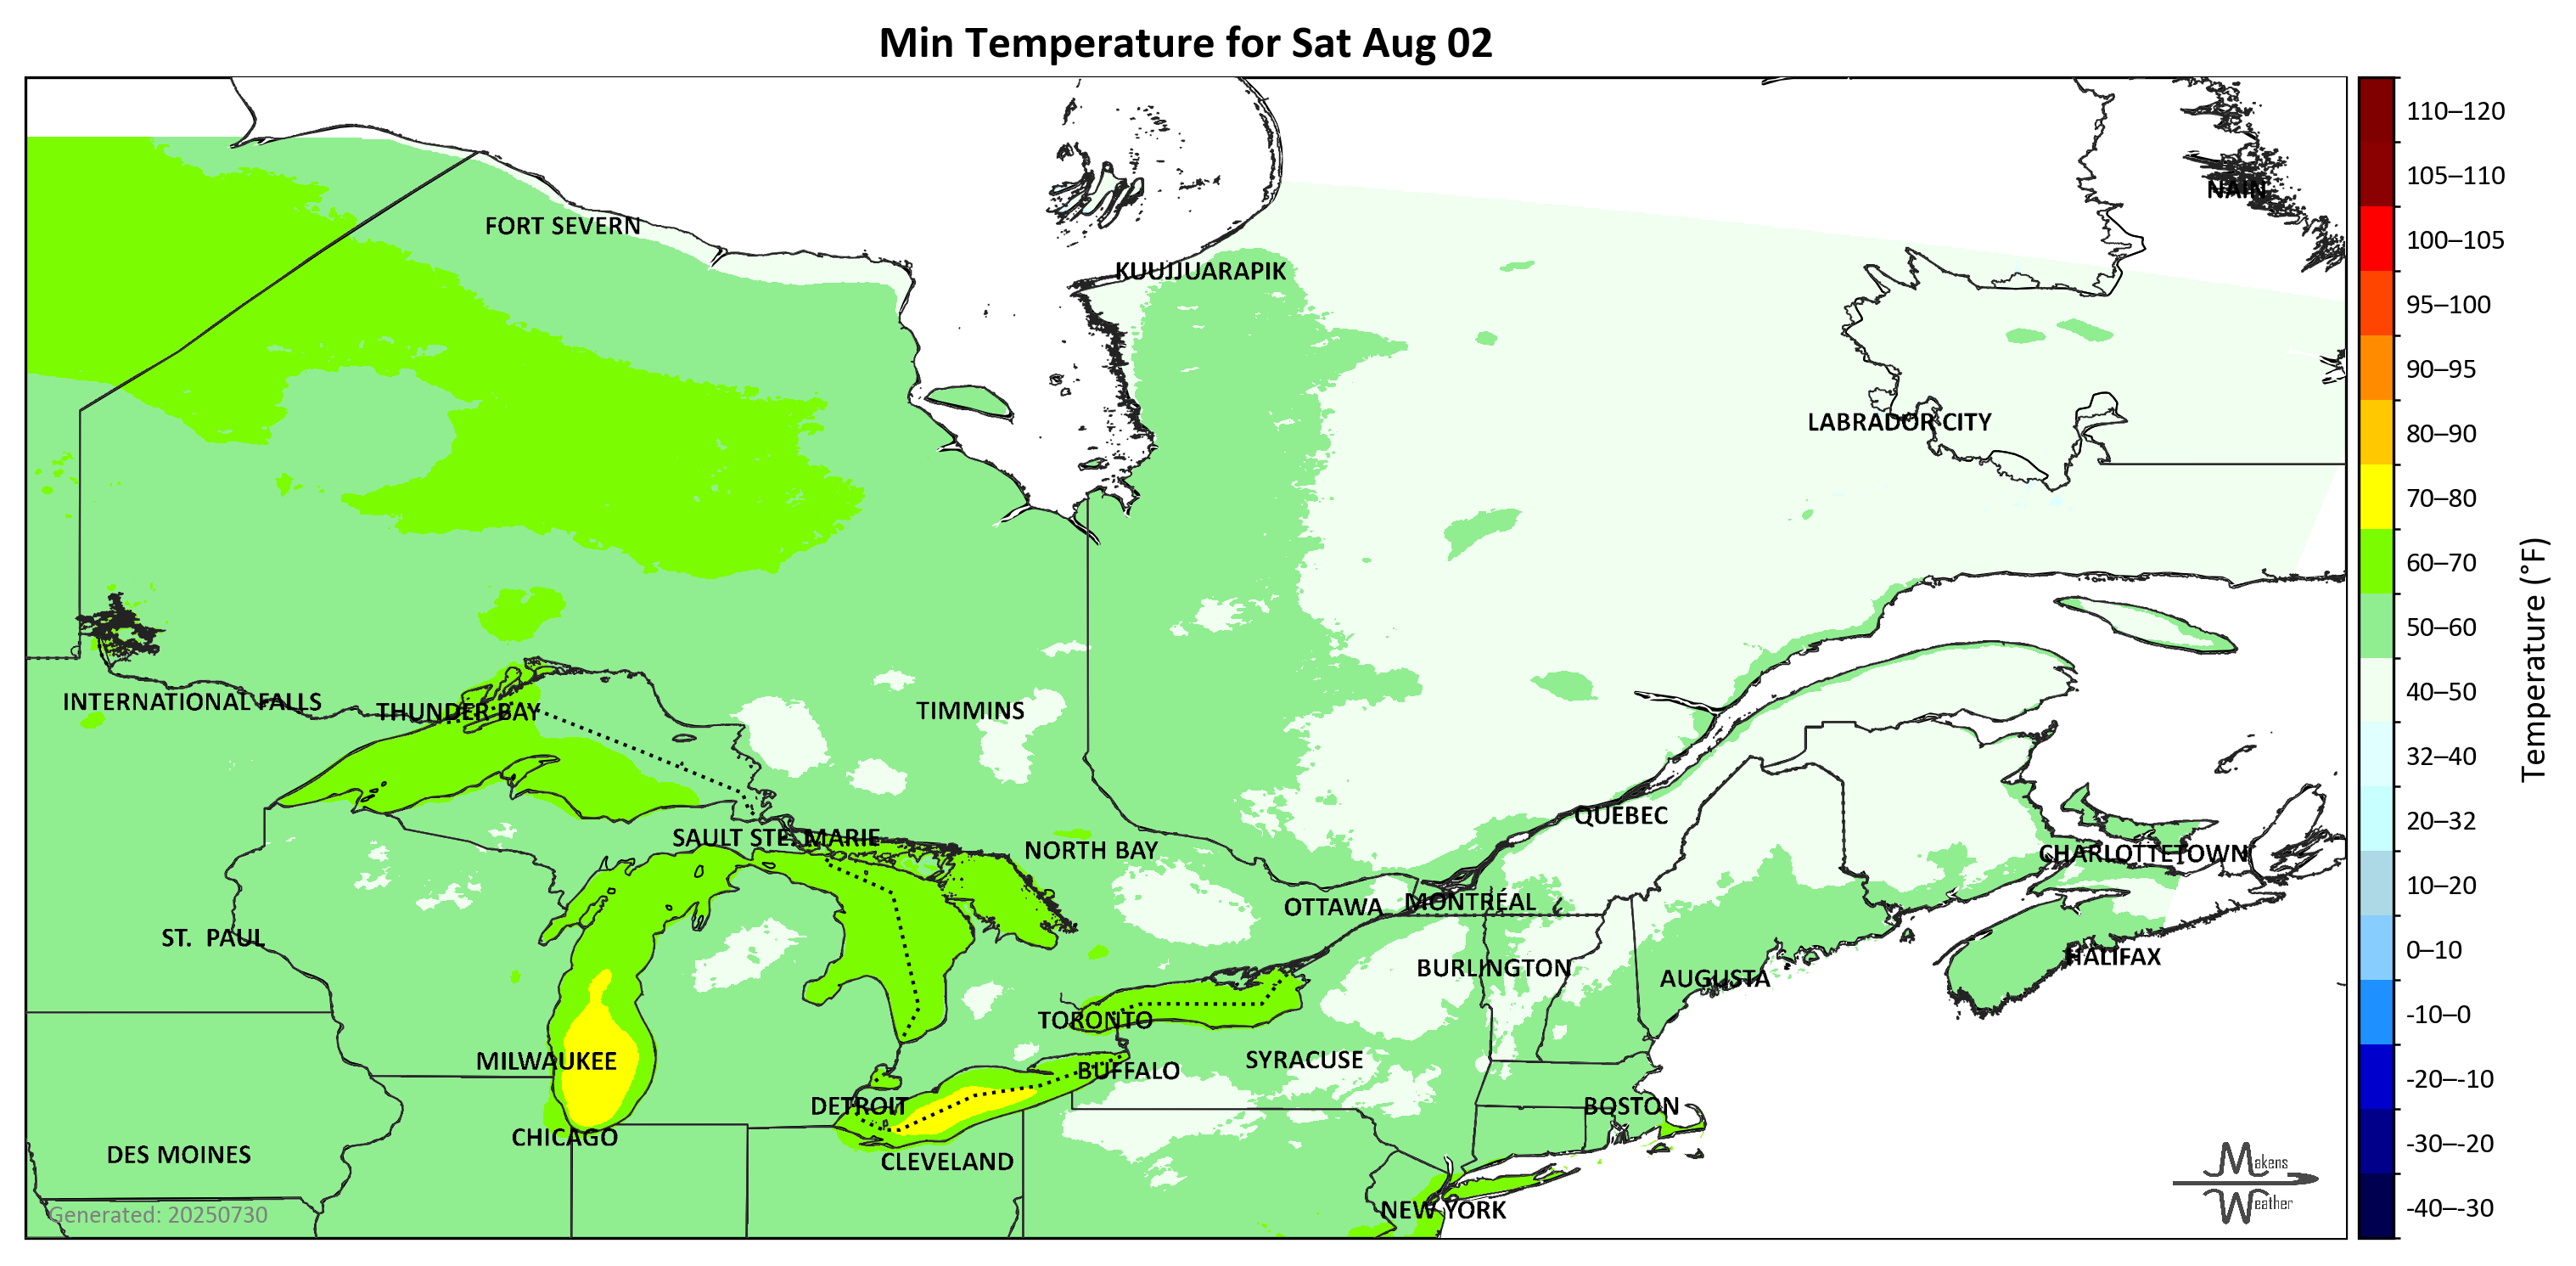 Min Temperature for Sat Aug 02
110–120
105–110
NAIN
FORT SEVERN
100–105
KUUJJUARAPIK
95–100
90–95
LABRADOR CITY
80–90
70–80
60–70
Temperature (°F)
50–60
INTERNATIONAL FALLS
THUNDER BAY
TIMMINS
40–50
32–40
QUÉBEC
20–32
SAULT STE. MARIE
NORTH BAY
CHARLOTTETOWN
10–20
OTTAWA
MONTRÉAL
ST. PAUL
0–10
HALIFAX
BURLINGTON
AUGUSTA
-10–0
TORONTO
MILWAUKEE
SYRACUSE
BUFFALO
-20–-10
DETROIT
BOSTON
CHICAGO
-30–-20
DES MOINES
CLEVELAND
Makens
Weather
NEW YORK
-40–-30
Generated: 20250730